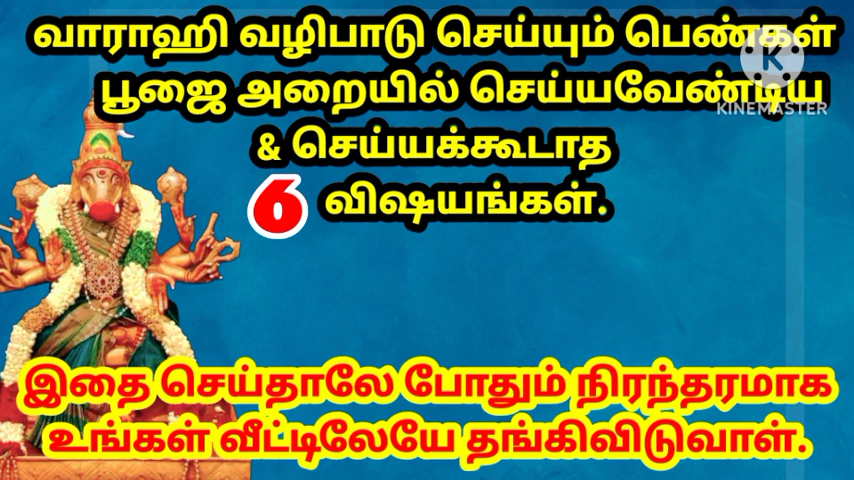 வாராஹி வழிபாடு செய்யும் பெண்கள்
பூஜை அறையில் செய்யவேண்டிய
& செய்யக்கூடாத
6 விஷயங்கள்.
K
KINEMASTER
இதை செய்தாலே போதும் நிரந்தரமாக
உங்கள் வீட்டிலேயே தங்கிவிடுவாள்.